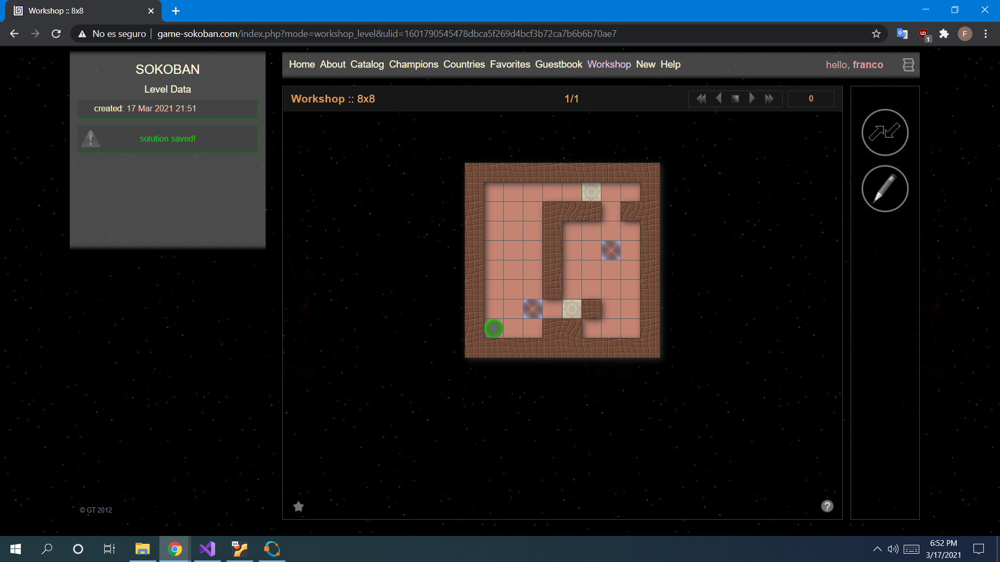 Workshop :: 8x8
No es seguro
game-sokoban.com/index.php?mode=workshop_level&ulid=1601790545478dbca5f269d4bcf3b72ca7b6b6b70ae7
1
F
SOKOBAN
Level Data
created: 17 Mar 2021 21:51
solution saved!
© GT 2012
Home About Catalog Champions Countries Favorites Guestbook Workshop New Help
hello, franco
Workshop :: 8x8
1/1
0
?
64
6:52 PM
3/17/2021